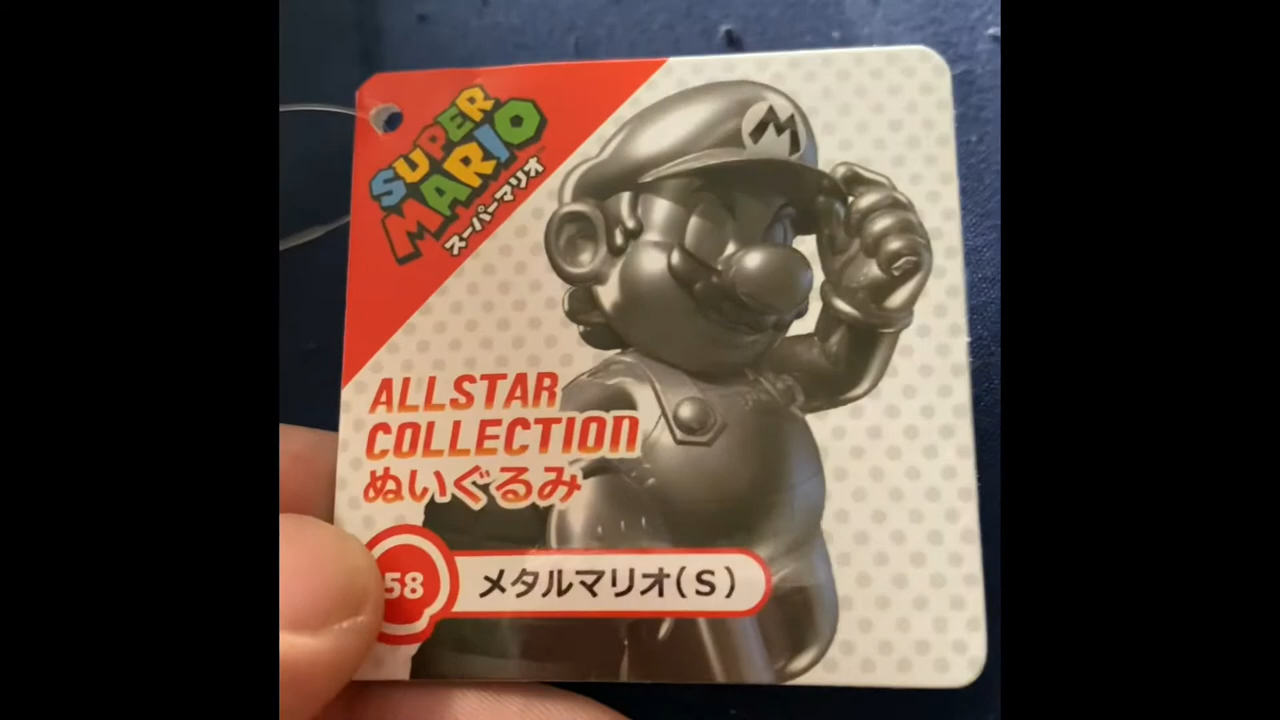 SUPER
MARIO
スーパーマリオ
ALLSTAR
COLLECTION
ぬいぐるみ
58 メタルマリオ(S)
M